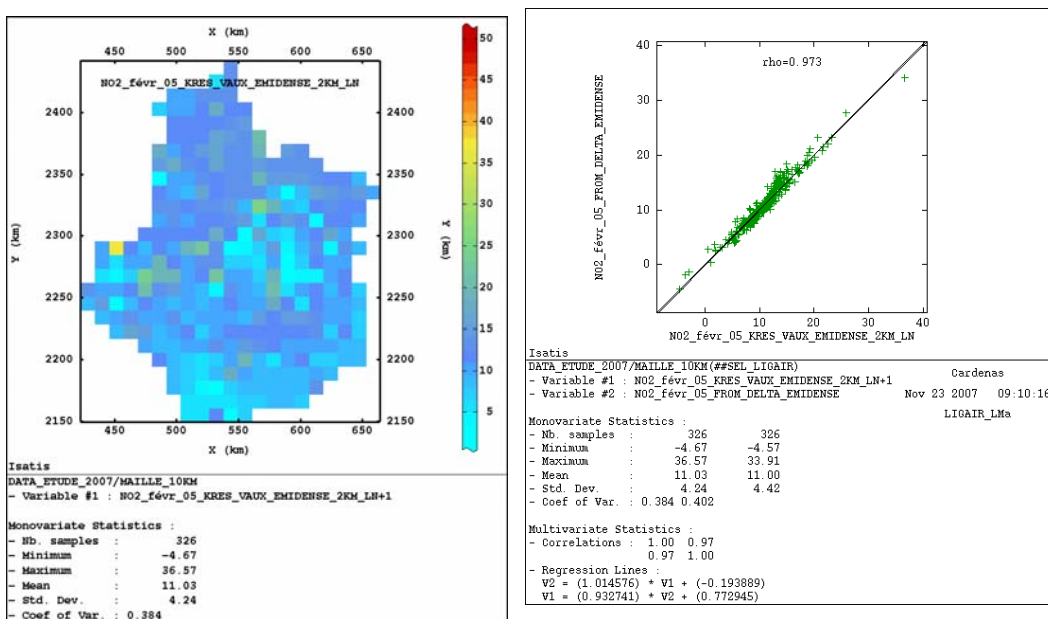 X (km)
450 500 550 600 650
NO2_févr_05_KRES_VAUX_EMIDENSE_2KM_LN
2400 2400
2350 2350
2300 2300
2250 2250
2200 2200
2150 2150
Y (km)
Y (km)
450 500 550 600 650
X (km)
50
45
40
35
30
25
20
15
10
5
Isatis
DATA_ETUDE_2007/MAILLE_10KM
- Variable #1 : NO2_févr_05_KRES_VAUX_EMIDENSE_2KM_LN+1
Monovariate Statistics :
- Nb. samples : 326
- Minimum : -4.67
- Maximum : 36.57
- Mean : 11.03
- Std. Dev. : 4.24
- Coef of Var. : 0.384
rho=0.973
40
30
20
10
0
NO2_févr_05_FROM_DELTA_EMIDENSE
0 10 20 30 40
NO2_févr_05_KRES_VAUX_EMIDENSE_2KM_LN
Isatis
DATA_ETUDE_2007/MAILLE_10KM(##SEL_LIGAIR)
- Variable #1 : NO2_févr_05_KRES_VAUX_EMIDENSE_2KM_LN+1
- Variable #2 : NO2_févr_05_FROM_DELTA_EMIDENSE
Cardenas
Nov 23 2007 09:10:16
LIGAIR_LMa
Monovariate Statistics :
- Nb. samples : 326 326
- Minimum : -4.67 -4.57
- Maximum : 36.57 33.91
- Mean : 11.03 11.00
- Std. Dev. : 4.24 4.42
- Coef of Var. : 0.384 0.402
Multivariate Statistics :
- Correlations : 1.00 0.97
0.97 1.00
- Regression Lines :
V2 = (1.014576) * V1 + (-0.193889)
V1 = (0.932741) * V2 + (0.772945)